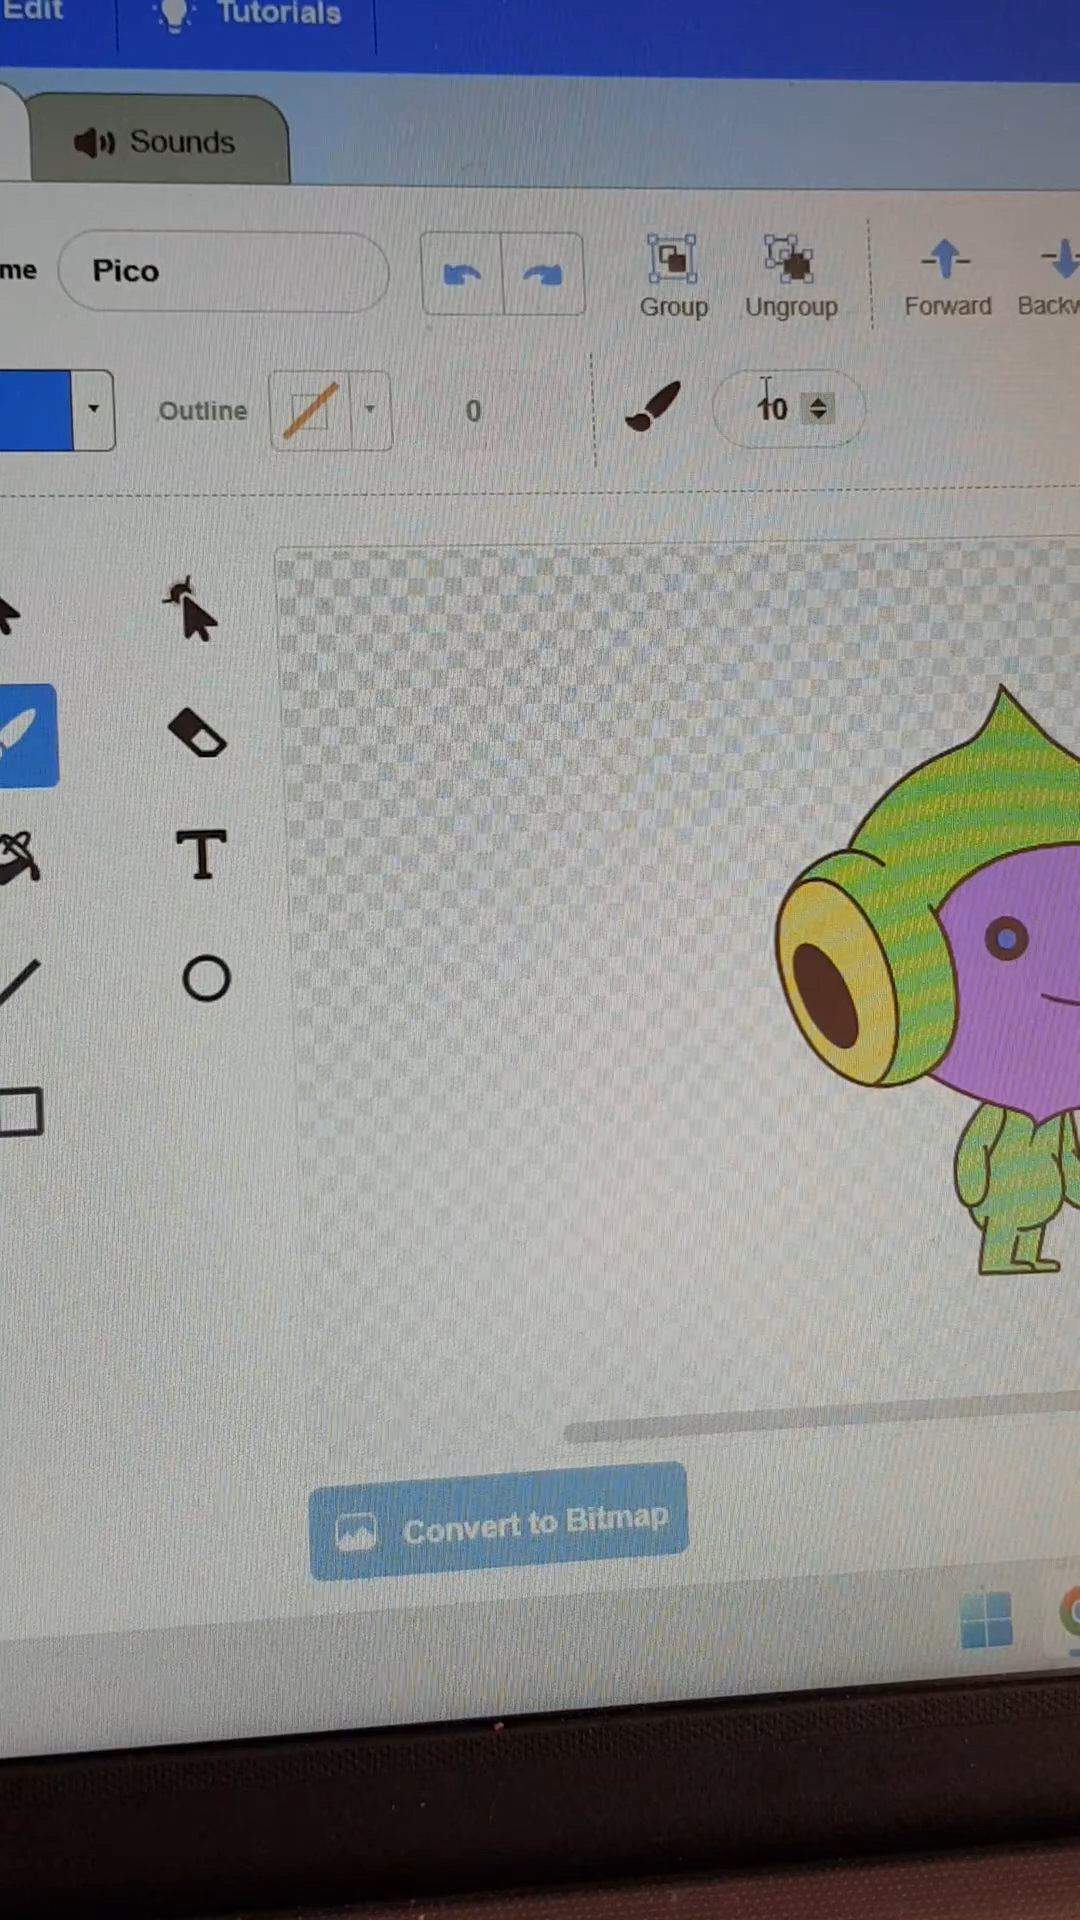 Edit
Tutorials
Sounds
me
Pico
Group
Ungroup
Forward
Backw
Outline
0
10
T
Convert to Bitmap